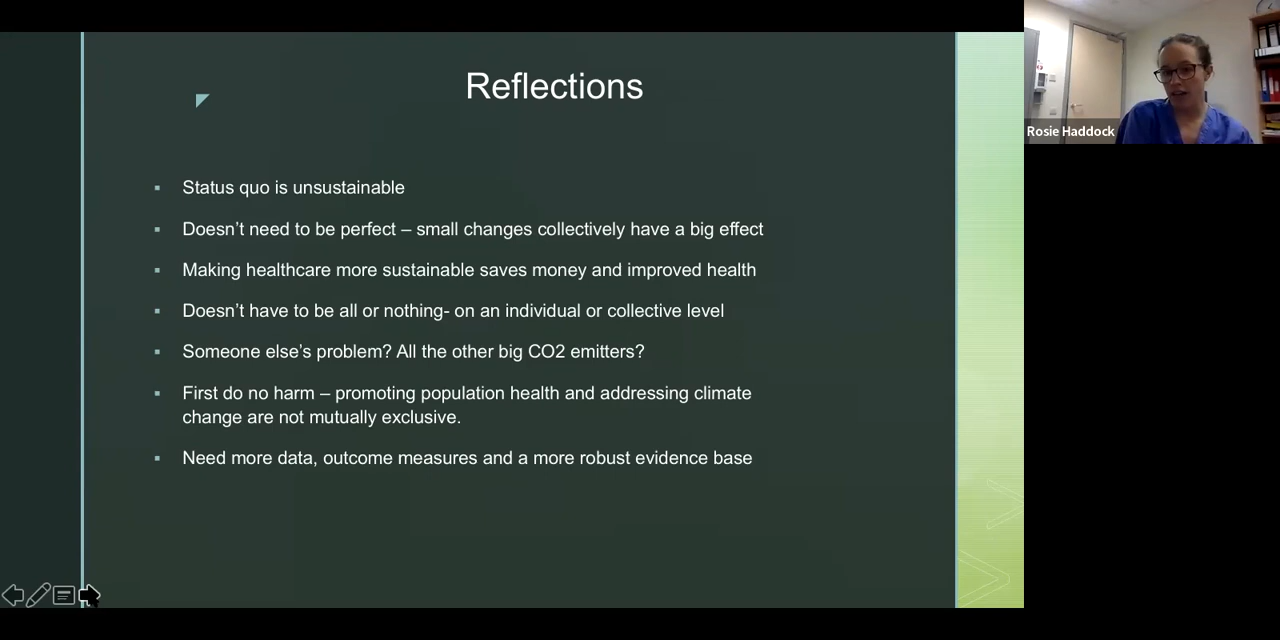 Reflections
Status quo is unsustainable
Doesn’t need to be perfect – small changes collectively have a big effect
Making healthcare more sustainable saves money and improved health
Doesn’t have to be all or nothing- on an individual or collective level
Someone else’s problem? All the other big CO2 emitters?
First do no harm – promoting population health and addressing climate
change are not mutually exclusive.
Need more data, outcome measures and a more robust evidence base
Rosie Haddock